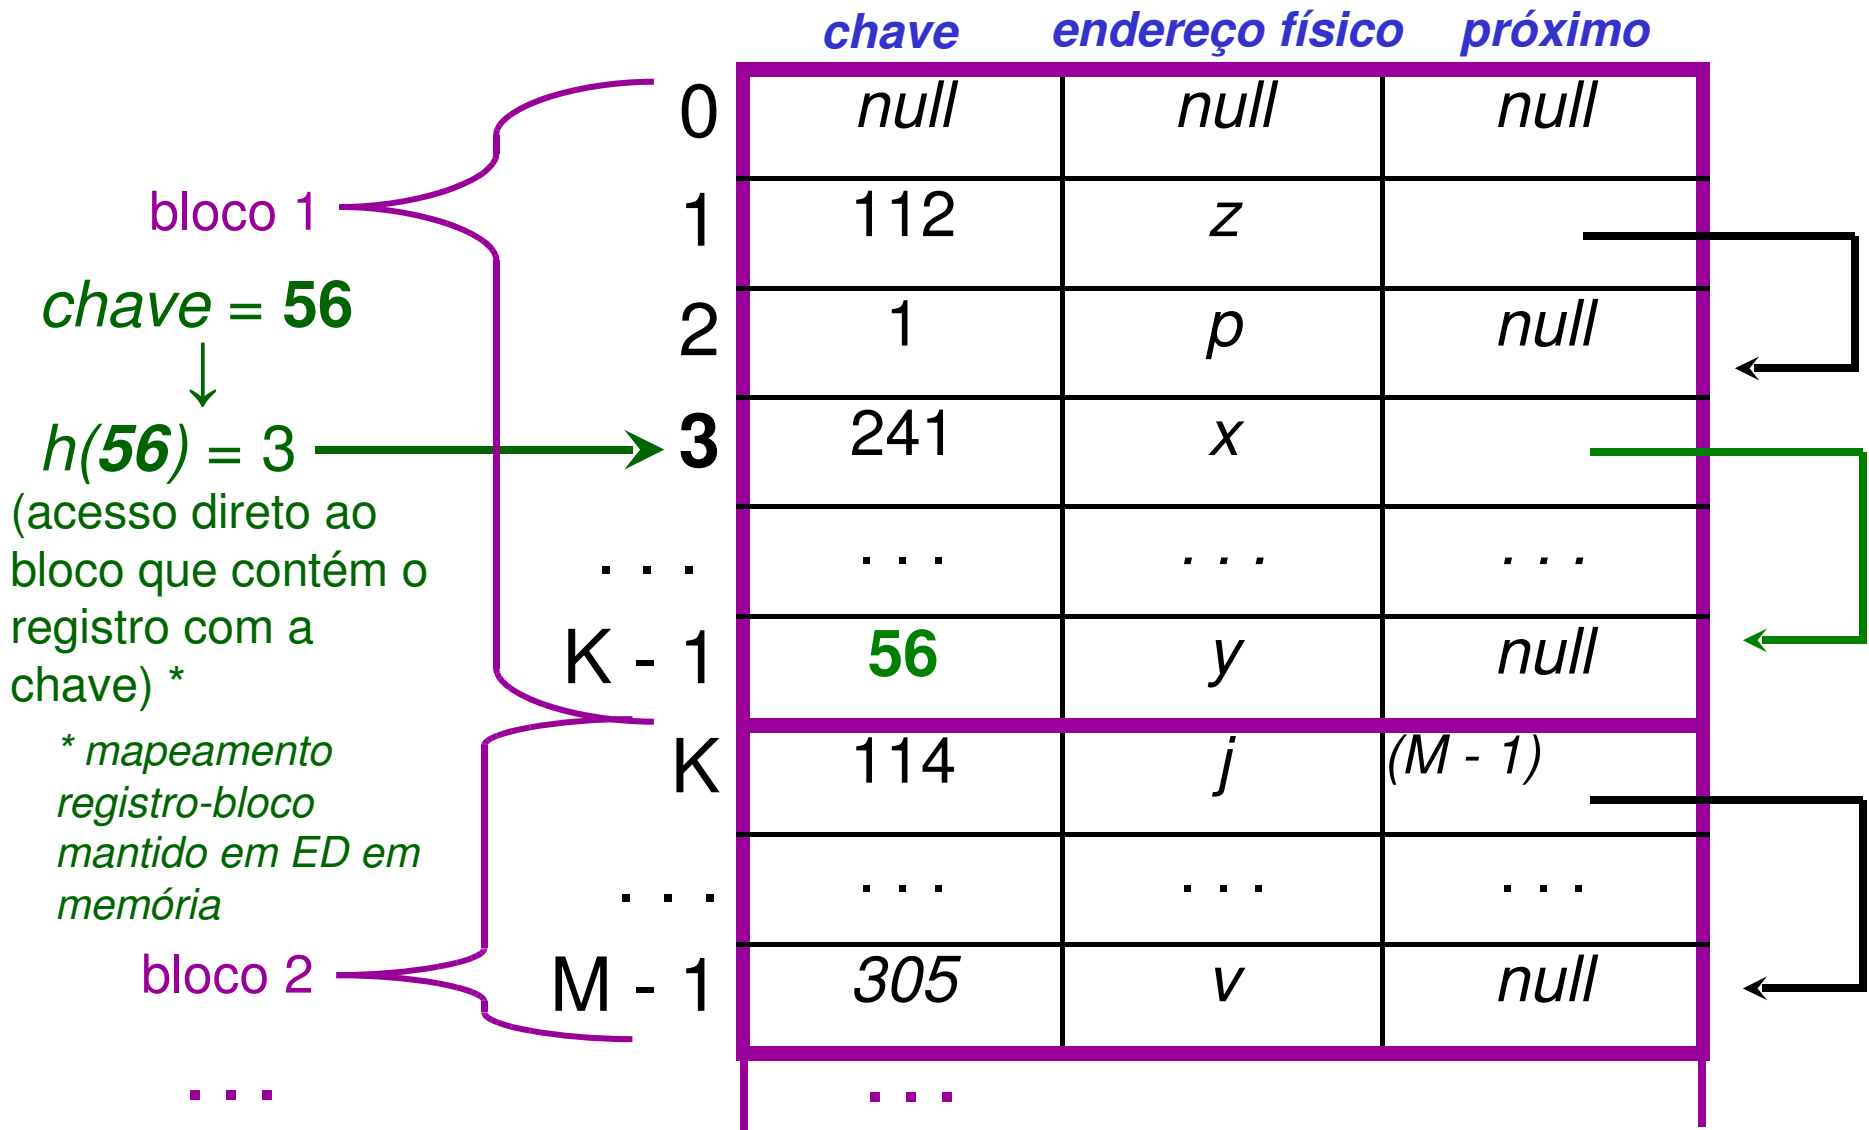 chave endereço físico próximo
0 null null null
bloco 1
1 112 z
chave = 56
2 1 p null
↓
h(56) = 3
3 241 x
(acesso direto ao
bloco que contém o
registro com a
chave) *
. . . . . . . . . . . .
K - 1 56 y null
* mapeamento
registro-bloco
mantido em ED em
memória
K 114 j (M - 1)
. . . . . . . . . . . .
bloco 2
M - 1 305 v null
. . . . . .